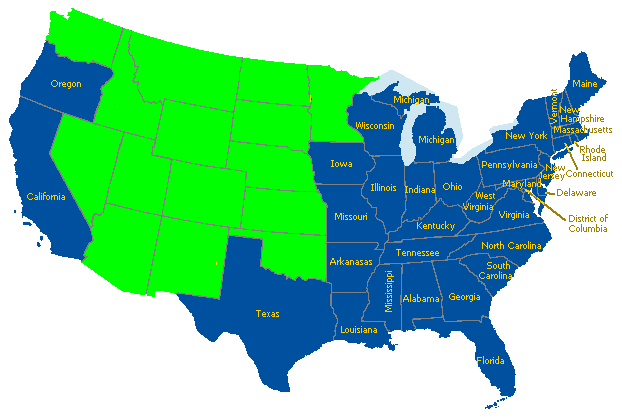 Maine
Vermont
New
Hampshire
Massachusetts
Rhode
Island
Connecticut
New York
Michigan
Wisconsin
Michigan
Oregon
Pennsylvania
New
Jersey
Iowa
Illinois
Indiana
Ohio
Maryland
Delaware
West
Virginia
Virginia
District of
Columbia
California
Missouri
Kentucky
North Carolina
Tennessee
Arkanasas
South
Carolina
Mississippi
Alabama
Georgia
Texas
Louisiana
Florida